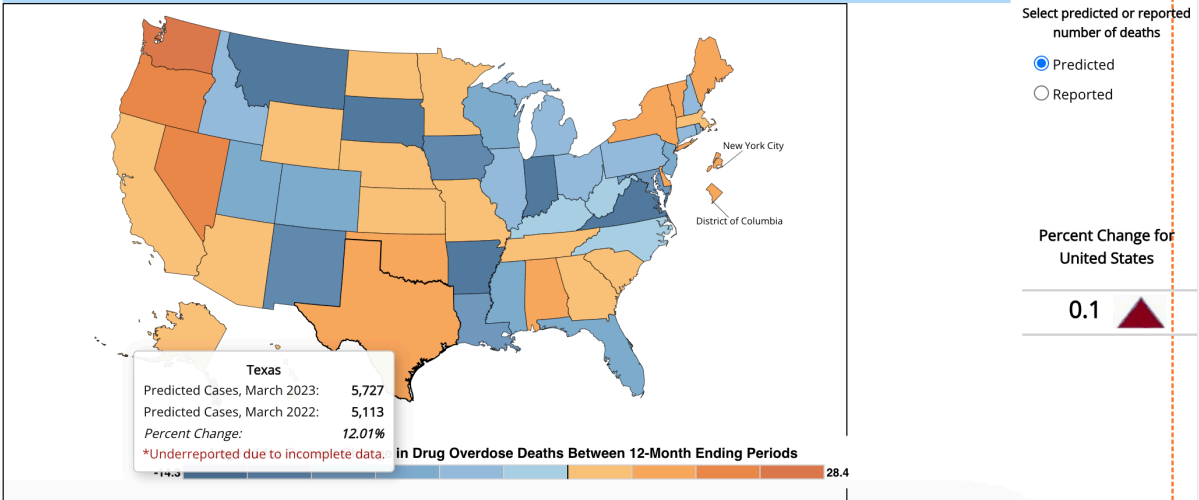 Select predicted or reported
number of deaths
Predicted
Reported
New York City
District of Columbia
Percent Change for
United States
0.1
Texas
Predicted Cases, March 2023: 5,727
Predicted Cases, March 2022: 5,113
Percent Change: 12.01%
*Underreported due to incomplete data.
in Drug Overdose Deaths Between 12-Month Ending Periods
28.4